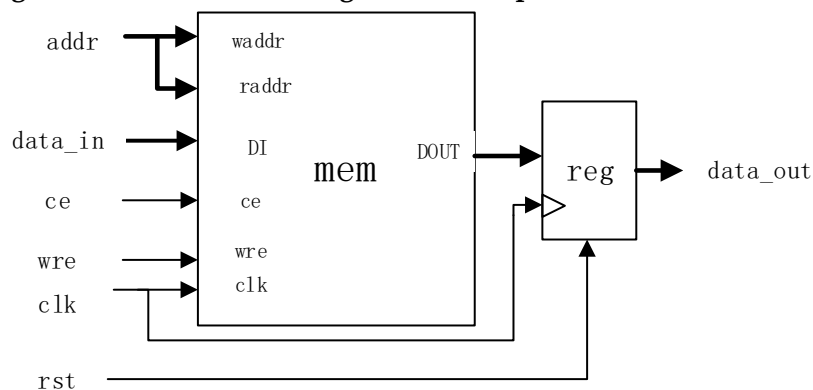 addr
waddr
raddr
data_in
DI
DOUT
mem
reg
data_out
ce
ce
wre
wre
clk
clk
rst